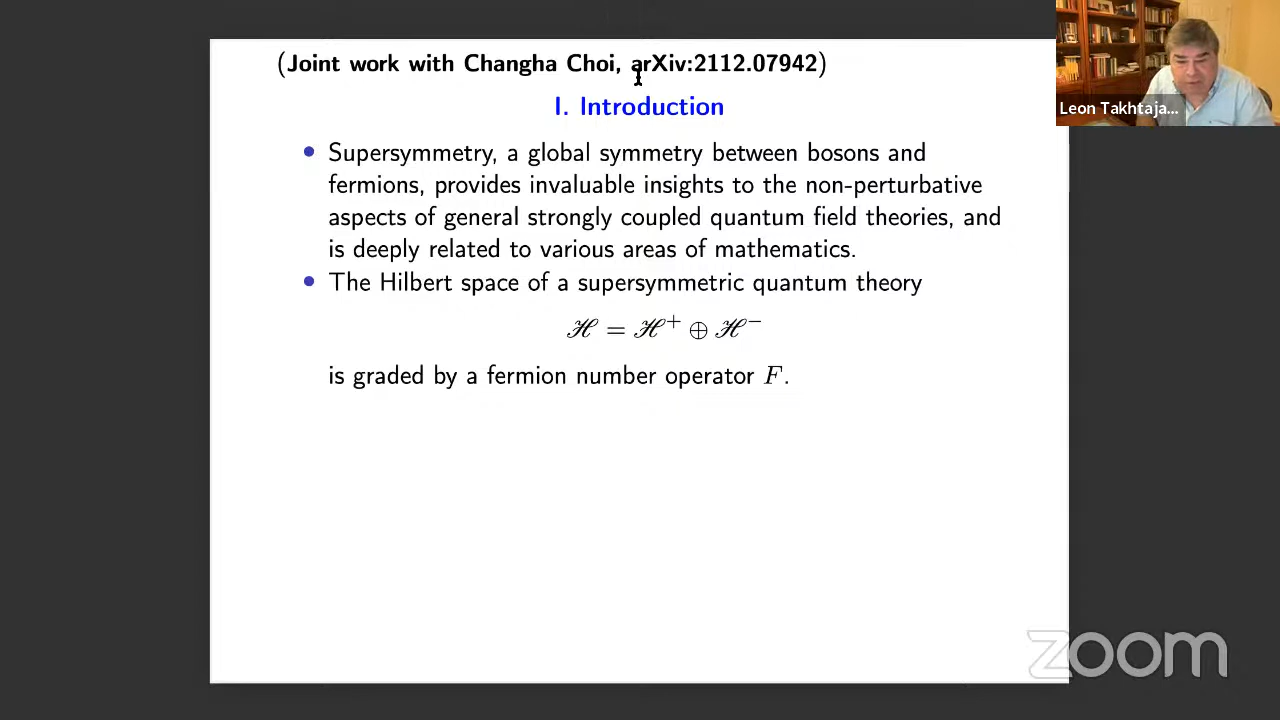 (Joint work with Changha Choi, arXiv:2112.07942)
I. Introduction
• Supersymmetry, a global symmetry between bosons and
fermions, provides invaluable insights to the non-perturbative
aspects of general strongly coupled quantum field theories, and
is deeply related to various areas of mathematics.
• The Hilbert space of a supersymmetric quantum theory
ℋ = ℋ⁺ ⊕ ℋ⁻
is graded by a fermion number operator F.
Leon Takhtaja...
zoom